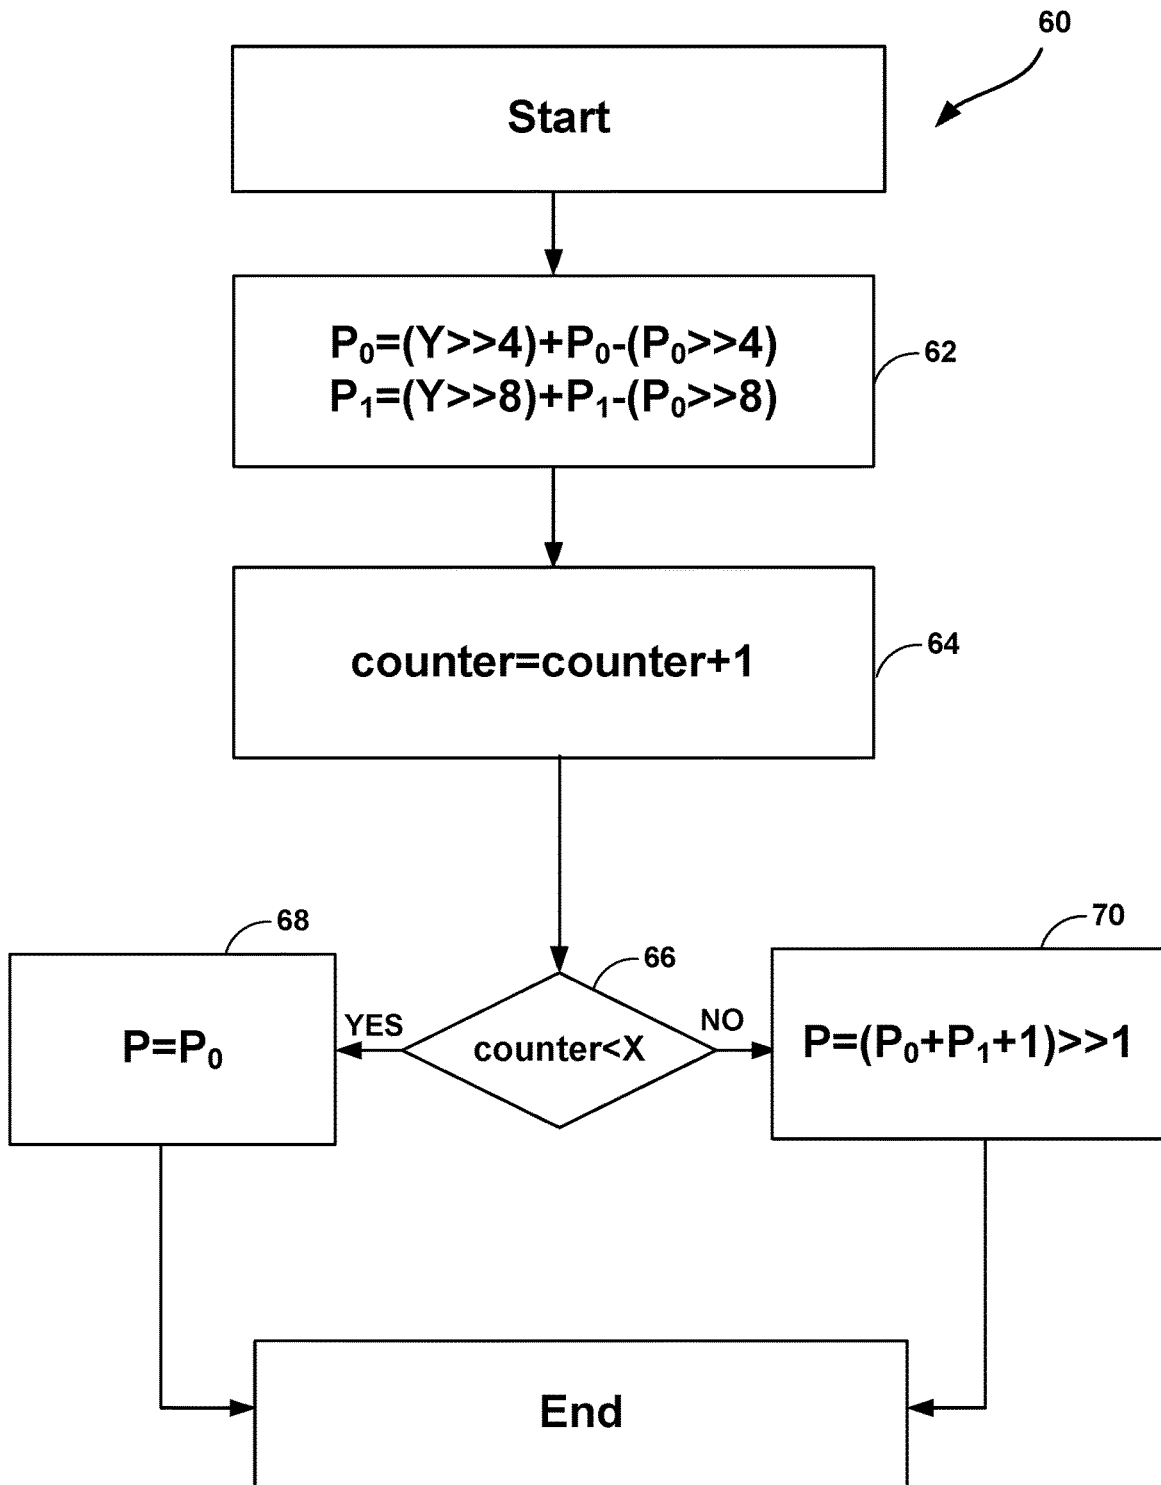 60
Start
P₀=(Y>>4)+P₀-(P₀>>4)
P₁=(Y>>8)+P₁-(P₀>>8)
62
counter=counter+1
64
68
70
66
YES
NO
P=P₀
counter<X
P=(P₀+P₁+1)>>1
End